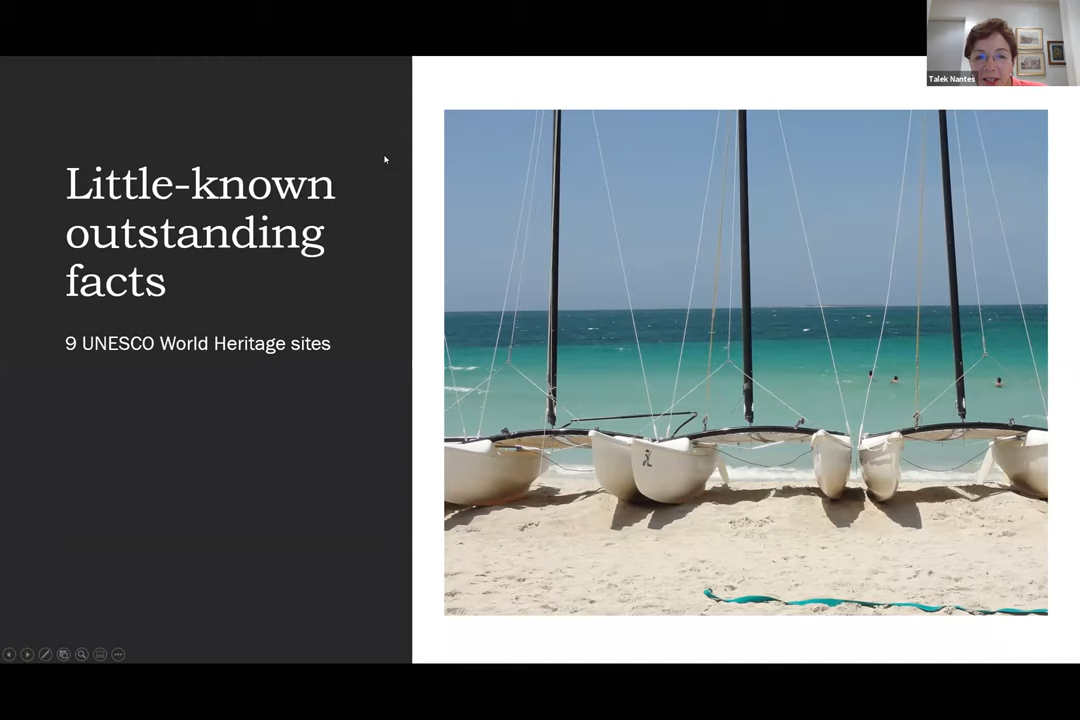 Talek Nantes
Little-known
outstanding
facts
9 UNESCO World Heritage sites